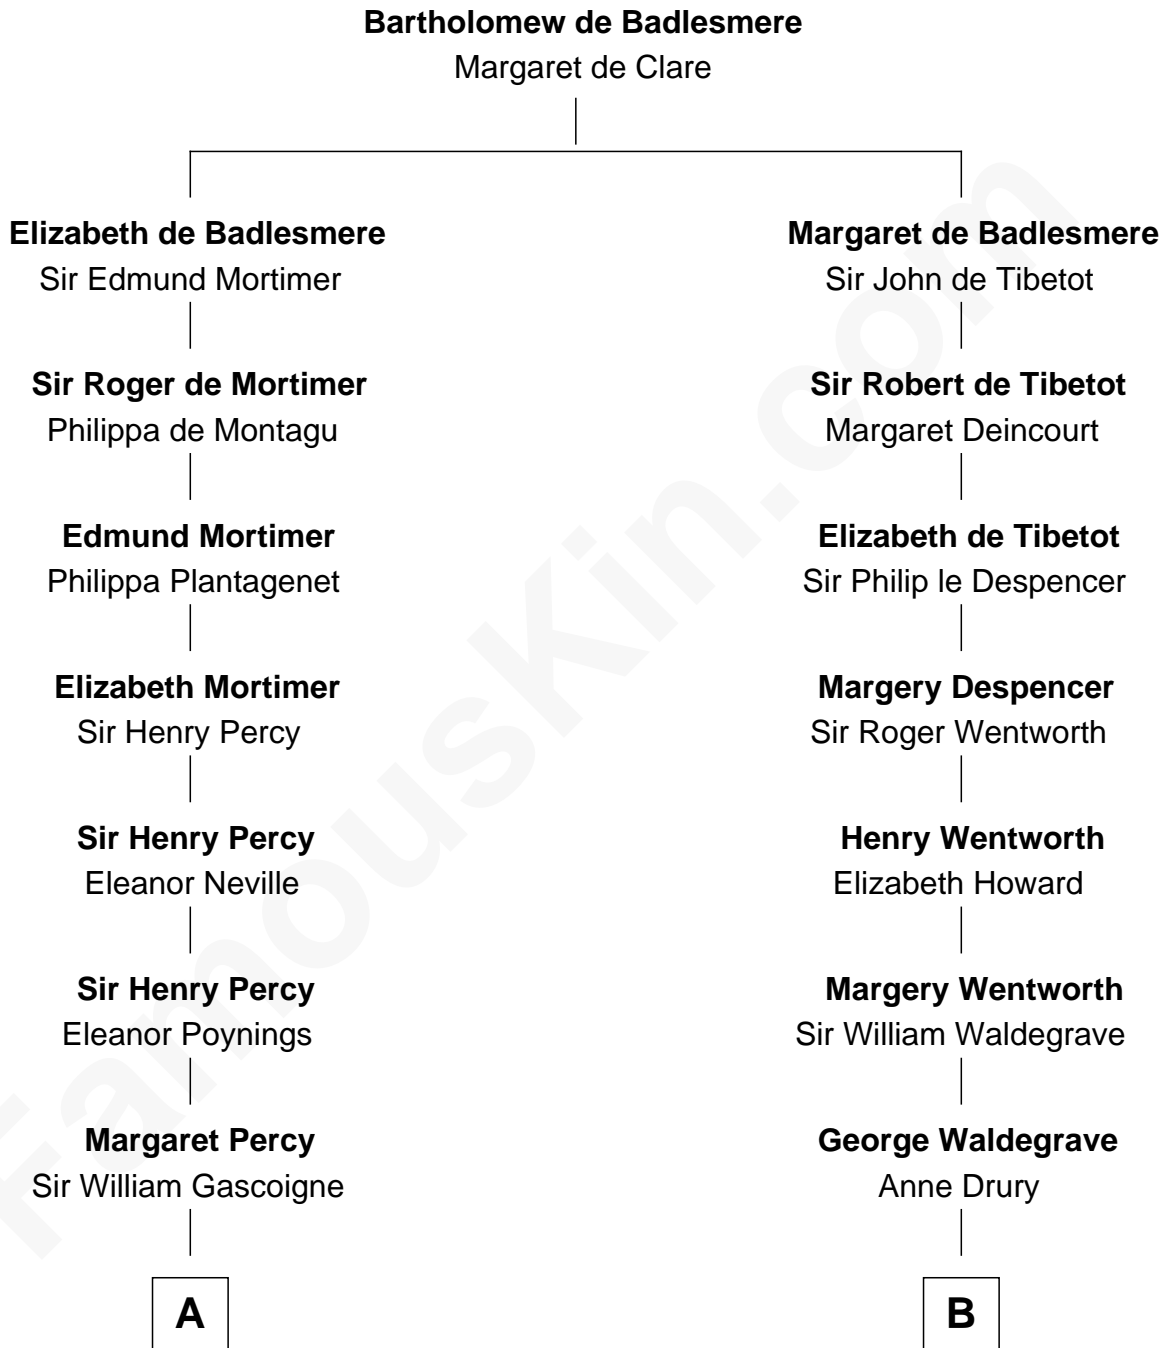 Bartholomew de Badlesmere
Margaret de Clare
Elizabeth de Badlesmere
Sir Edmund Mortimer
Margaret de Badlesmere
Sir John de Tibetot
Sir Roger de Mortimer
Philippa de Montagu
Sir Robert de Tibetot
Margaret Deincourt
Edmund Mortimer
Philippa Plantagenet
Elizabeth de Tibetot
Sir Philip le Despencer
Elizabeth Mortimer
Sir Henry Percy
Margery Despencer
Sir Roger Wentworth
Sir Henry Percy
Eleanor Neville
Henry Wentworth
Elizabeth Howard
Sir Henry Percy
Eleanor Poynings
Margery Wentworth
Sir William Waldegrave
Margaret Percy
Sir William Gascoigne
George Waldegrave
Anne Drury
A
B
FamousKin.com